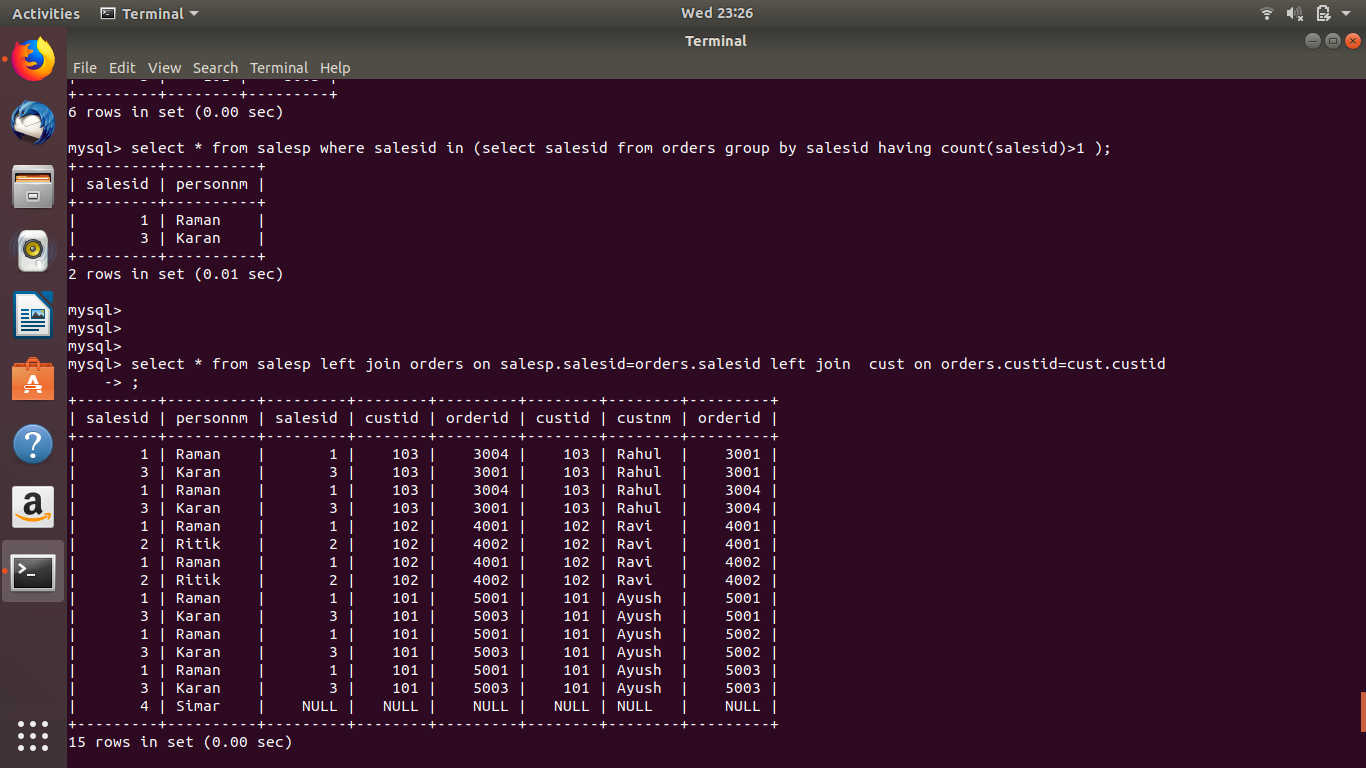 Activities Terminal Wed 23:26
Terminal
File Edit View Search Terminal Help
+---------+--------+---------+
6 rows in set (0.00 sec)
mysql> select * from salesp where salesid in (select salesid from orders group by salesid having count(salesid)>1 );
+---------+----------+
| salesid | personnm |
+---------+----------+
|       1 | Raman    |
|       3 | Karan    |
+---------+----------+
2 rows in set (0.01 sec)
mysql>
mysql>
mysql>
mysql> select * from salesp left join orders on salesp.salesid=orders.salesid left join  cust on orders.custid=cust.custid
    -> ;
+---------+----------+---------+--------+---------+--------+--------+---------+
| salesid | personnm | salesid | custid | orderid | custid | custnm | orderid |
+---------+----------+---------+--------+---------+--------+--------+---------+
|       1 | Raman    |       1 |    103 |    3004 |    103 | Rahul  |    3001 |
|       3 | Karan    |       3 |    103 |    3001 |    103 | Rahul  |    3001 |
|       1 | Raman    |       1 |    103 |    3004 |    103 | Rahul  |    3004 |
|       3 | Karan    |       3 |    103 |    3001 |    103 | Rahul  |    3004 |
|       1 | Raman    |       1 |    102 |    4001 |    102 | Ravi   |    4001 |
|       2 | Ritik    |       2 |    102 |    4002 |    102 | Ravi   |    4001 |
|       1 | Raman    |       1 |    102 |    4001 |    102 | Ravi   |    4002 |
|       2 | Ritik    |       2 |    102 |    4002 |    102 | Ravi   |    4002 |
|       1 | Raman    |       1 |    101 |    5001 |    101 | Ayush  |    5001 |
|       3 | Karan    |       3 |    101 |    5003 |    101 | Ayush  |    5001 |
|       1 | Raman    |       1 |    101 |    5001 |    101 | Ayush  |    5002 |
|       3 | Karan    |       3 |    101 |    5003 |    101 | Ayush  |    5002 |
|       1 | Raman    |       1 |    101 |    5001 |    101 | Ayush  |    5003 |
|       3 | Karan    |       3 |    101 |    5003 |    101 | Ayush  |    5003 |
|       4 | Simar    |    NULL |   NULL |    NULL |   NULL | NULL   |    NULL |
+---------+----------+---------+--------+---------+--------+--------+---------+
15 rows in set (0.00 sec)